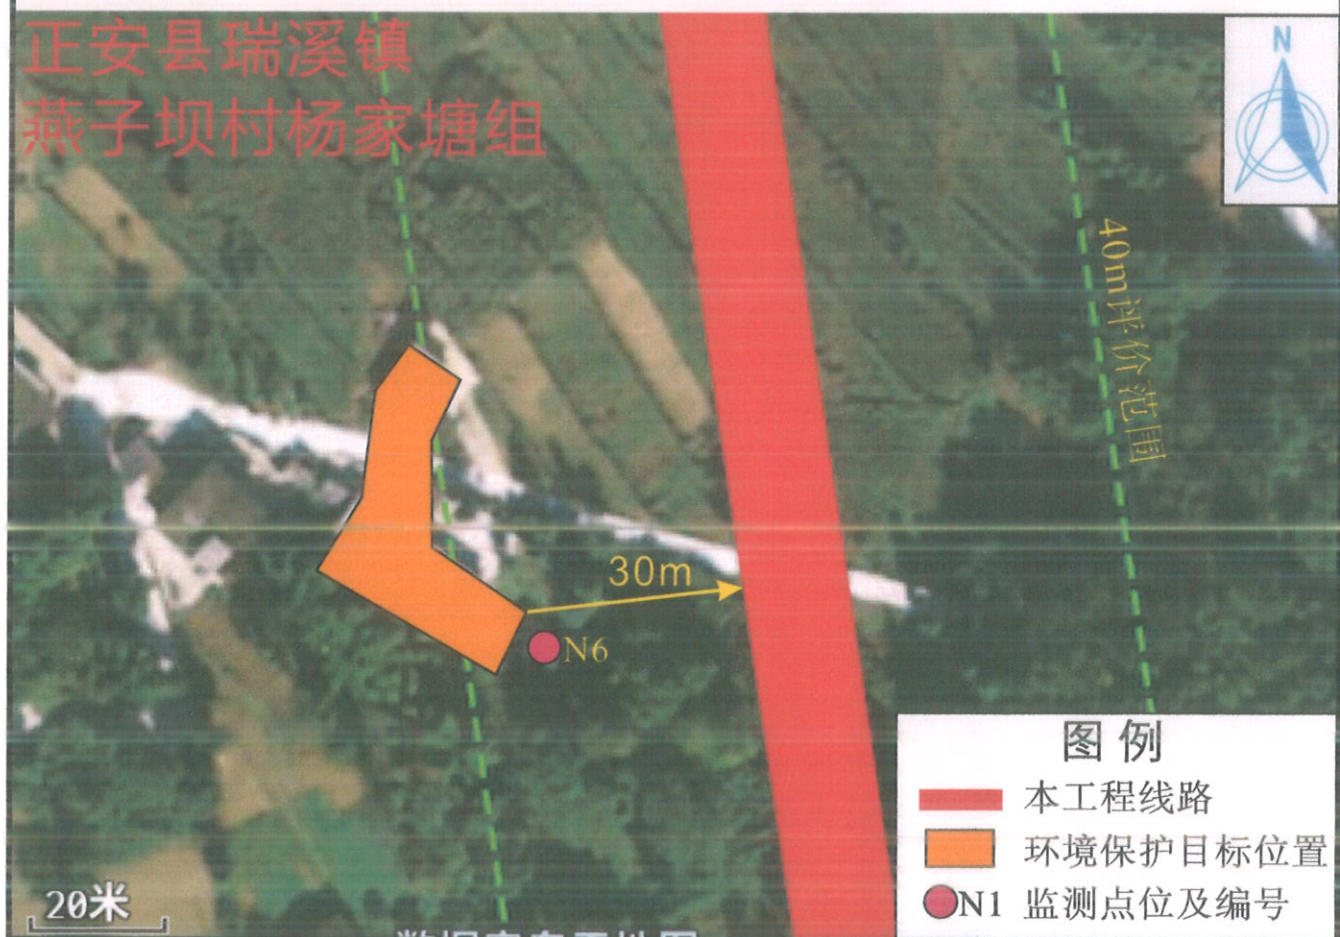 正安县瑞溪镇
燕子坝村杨家塘组
N
40m评价范围
30m
N6
图例
本工程线路
环境保护目标位置
N1 监测点位及编号
20米